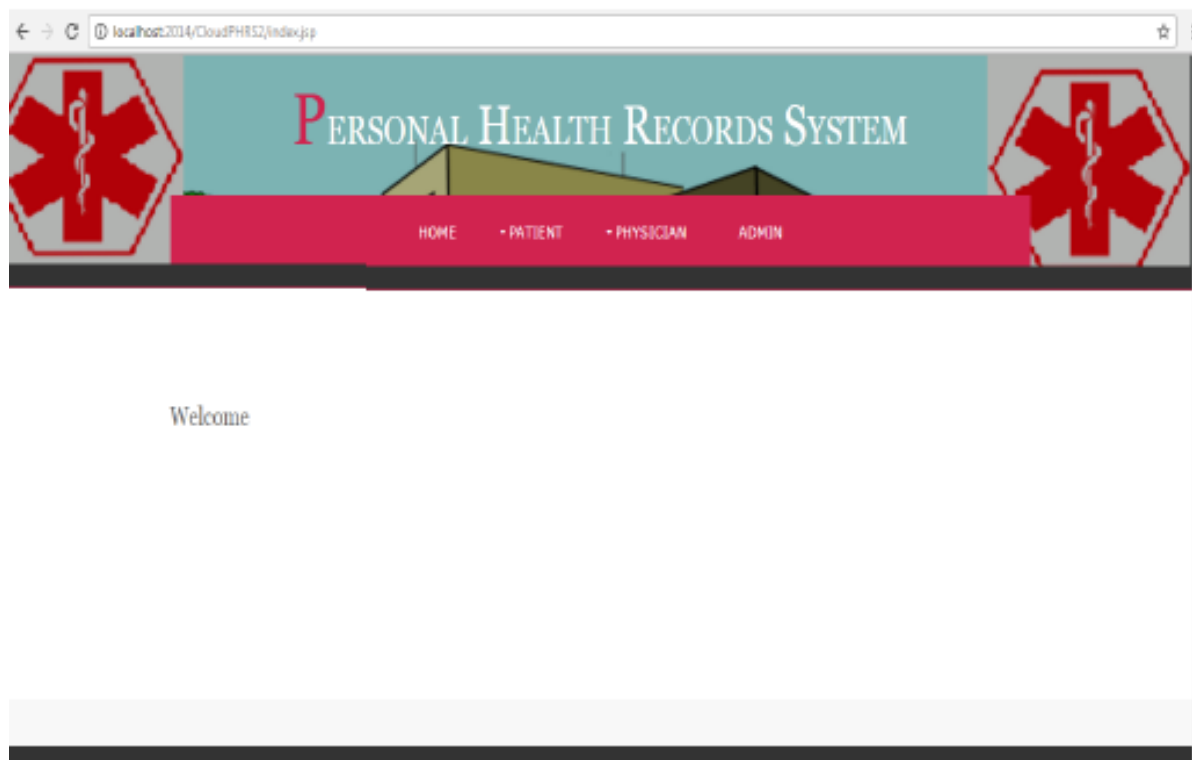 localhost:2014/CloudPHRS2/index.jsp
PERSONAL HEALTH RECORDS SYSTEM
HOME PATIENT PHYSICIAN ADMIN
Welcome